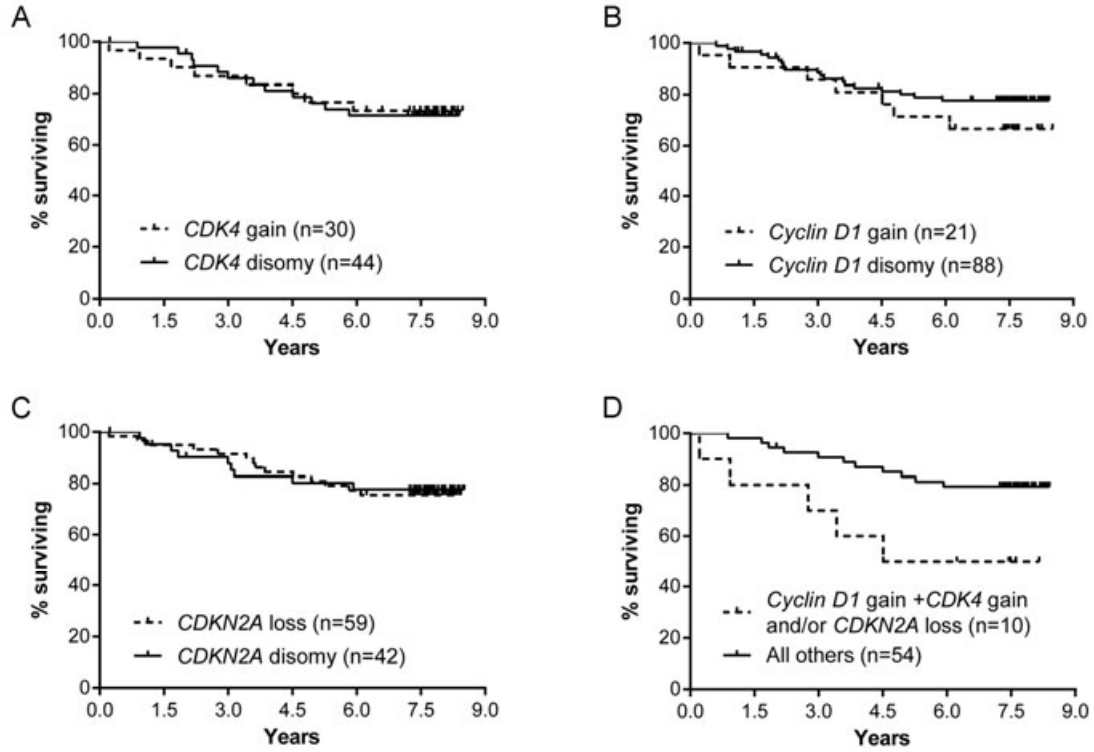 A
% surviving
100
80
60
40
20
0
CDK4 gain (n=30)
CDK4 disomy (n=44)
0.0 1.5 3.0 4.5 6.0 7.5 9.0
Years
B
% surviving
100
80
60
40
20
0
Cyclin D1 gain (n=21)
Cyclin D1 disomy (n=88)
0.0 1.5 3.0 4.5 6.0 7.5 9.0
Years
C
% surviving
100
80
60
40
20
0
CDKN2A loss (n=59)
CDKN2A disomy (n=42)
0.0 1.5 3.0 4.5 6.0 7.5 9.0
Years
D
% surviving
100
80
60
40
20
0
Cyclin D1 gain +CDK4 gain
and/or CDKN2A loss (n=10)
All others (n=54)
0.0 1.5 3.0 4.5 6.0 7.5 9.0
Years